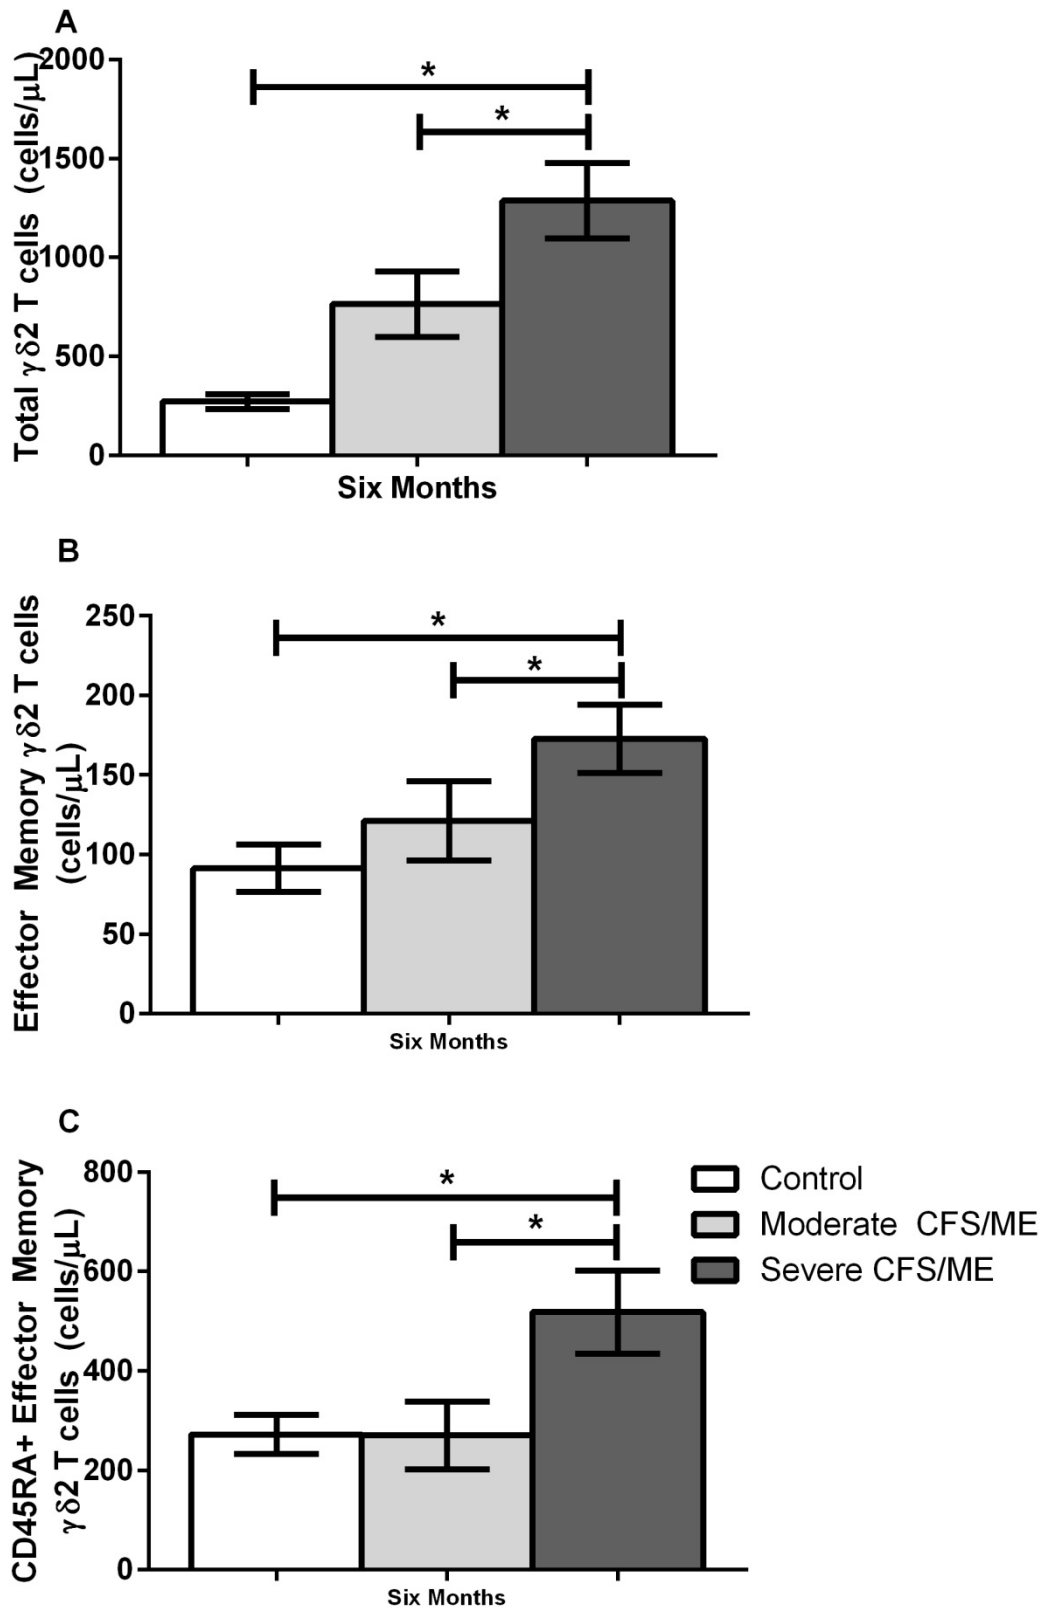 A
Total γδ2 T cells (cells/μL)
2000
1500
1000
500
0
*
*
Six Months
B
Effector Memory γδ2 T cells
(cells/μL)
250
200
150
100
50
0
*
*
Six Months
C
CD45RA+ Effector Memory
γδ2 T cells (cells/μL)
800
600
400
200
0
*
*
Six Months
Control
Moderate CFS/ME
Severe CFS/ME